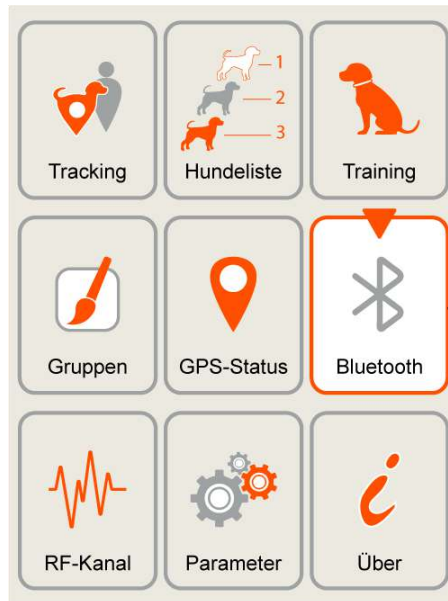 1
2
3
Tracking
Hundeliste
Training
Gruppen
GPS-Status
Bluetooth
RF-Kanal
Parameter
Über